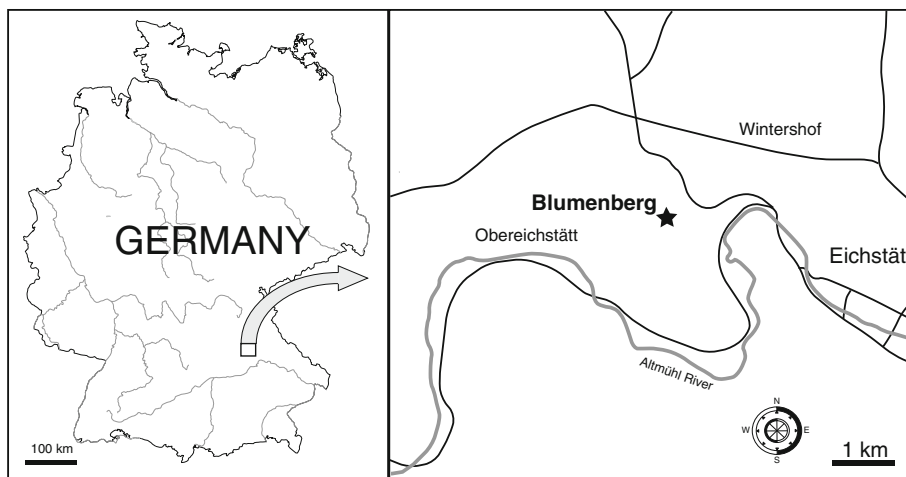 GERMANY
100 km
Wintershof
Blumenberg
Obereichstätt
Eichstät
Altmühl River
N
W E
S
1 km